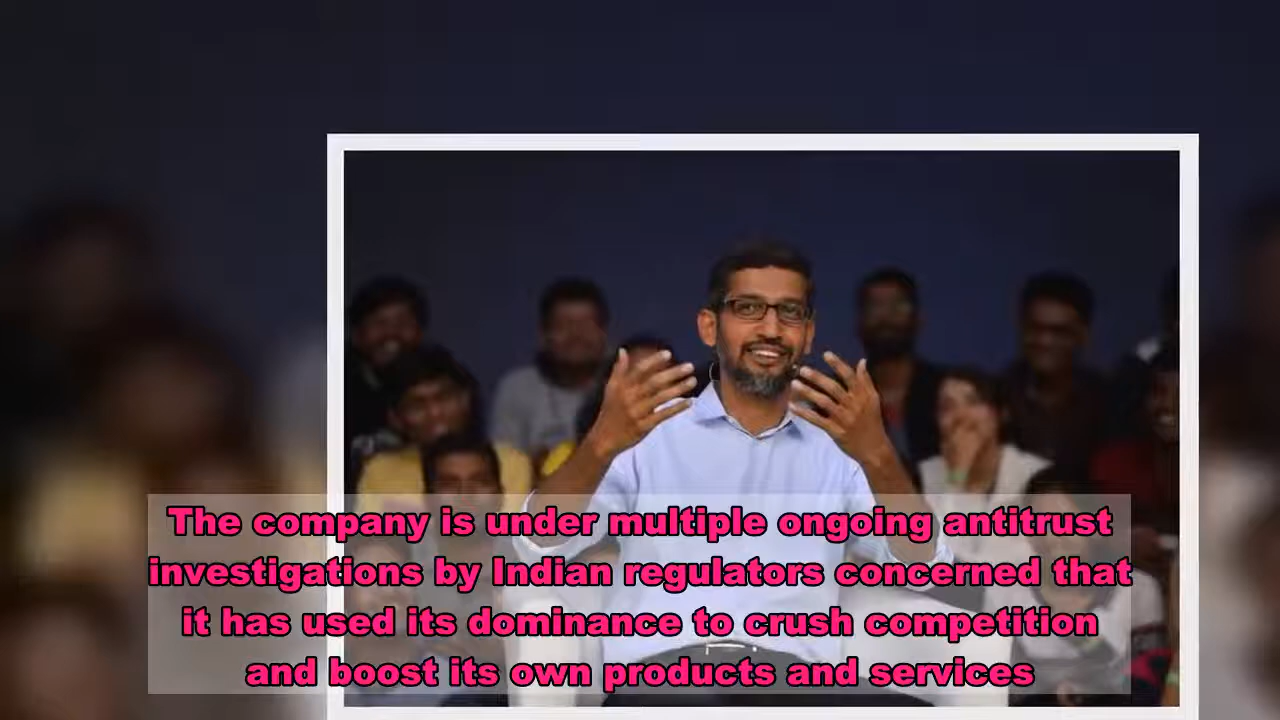 The company is under multiple ongoing antitrust
investigations by Indian regulators concerned that
it has used its dominance to crush competition
and boost its own products and services